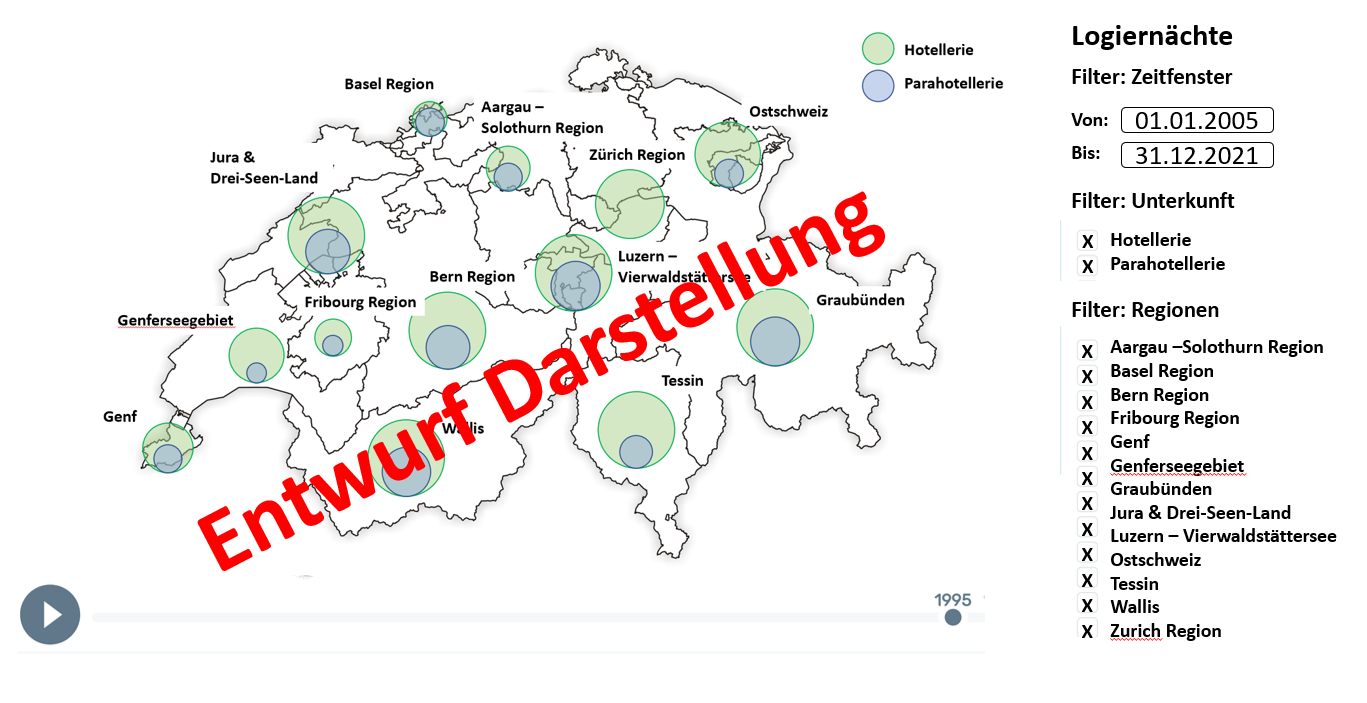 Hotellerie
Parahotellerie
Basel Region
Aargau –
Solothurn Region
Ostschweiz
Zürich Region
Jura &
Drei-Seen-Land
Luzern –
Vierwaldstättersee
Bern Region
Graubünden
Fribourg Region
Genferseegebiet
Tessin
Genf
Wallis
Entwurf Darstellung
1995
Logiernächte
Filter: Zeitfenster
Von: 01.01.2005
Bis: 31.12.2021
Filter: Unterkunft
X Hotellerie
X Parahotellerie
Filter: Regionen
X Aargau –Solothurn Region
X Basel Region
X Bern Region
X Fribourg Region
X Genf
X Genferseegebiet
X Graubünden
X Jura & Drei-Seen-Land
X Luzern – Vierwaldstättersee
X Ostschweiz
X Tessin
X Wallis
X Zurich Region